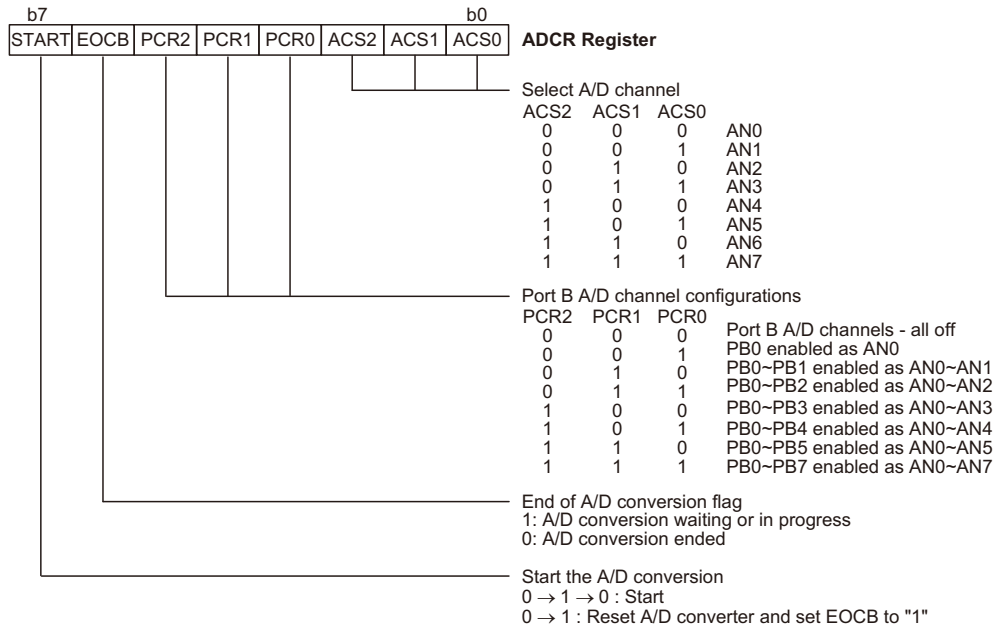 b7 b0
START EOCB PCR2 PCR1 PCR0 ACS2 ACS1 ACS0 ADCR Register
Select A/D channel
ACS2 ACS1 ACS0
0 0 0 AN0
0 0 1 AN1
0 1 0 AN2
0 1 1 AN3
1 0 0 AN4
1 0 1 AN5
1 1 0 AN6
1 1 1 AN7
Port B A/D channel configurations
PCR2 PCR1 PCR0
0 0 0 Port B A/D channels - all off
0 0 1 PB0 enabled as AN0
0 1 0 PB0~PB1 enabled as AN0~AN1
0 1 1 PB0~PB2 enabled as AN0~AN2
1 0 0 PB0~PB3 enabled as AN0~AN3
1 0 1 PB0~PB4 enabled as AN0~AN4
1 1 0 PB0~PB5 enabled as AN0~AN5
1 1 1 PB0~PB7 enabled as AN0~AN7
End of A/D conversion flag
1: A/D conversion waiting or in progress
0: A/D conversion ended
Start the A/D conversion
0 → 1 → 0 : Start
0 → 1 : Reset A/D converter and set EOCB to "1"